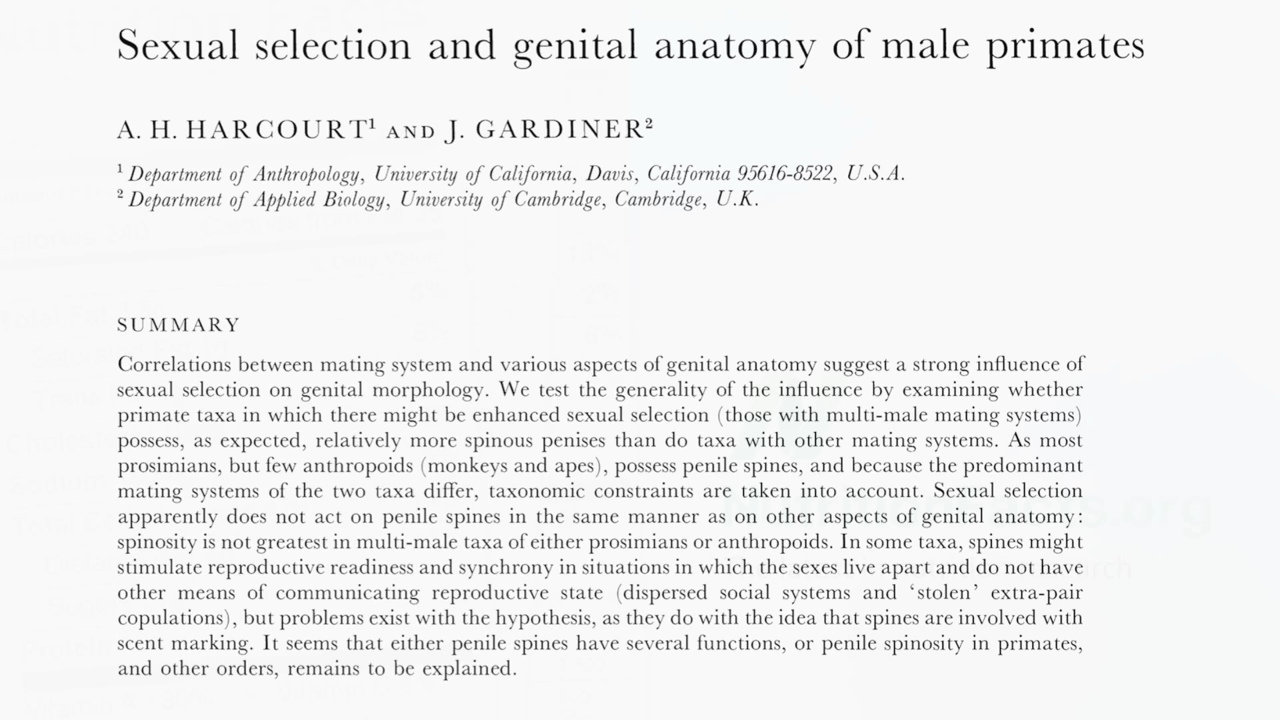 Sexual selection and genital anatomy of male primates
A. H. HARCOURT¹ AND J. GARDINER²
¹ Department of Anthropology, University of California, Davis, California 95616-8522, U.S.A.
² Department of Applied Biology, University of Cambridge, Cambridge, U.K.
SUMMARY
Correlations between mating system and various aspects of genital anatomy suggest a strong influence of
sexual selection on genital morphology. We test the generality of the influence by examining whether
primate taxa in which there might be enhanced sexual selection (those with multi-male mating systems)
possess, as expected, relatively more spinous penises than do taxa with other mating systems. As most
prosimians, but few anthropoids (monkeys and apes), possess penile spines, and because the predominant
mating systems of the two taxa differ, taxonomic constraints are taken into account. Sexual selection
apparently does not act on penile spines in the same manner as on other aspects of genital anatomy:
spinosity is not greatest in multi-male taxa of either prosimians or anthropoids. In some taxa, spines might
stimulate reproductive readiness and synchrony in situations in which the sexes live apart and do not have
other means of communicating reproductive state (dispersed social systems and ‘stolen’ extra-pair
copulations), but problems exist with the hypothesis, as they do with the idea that spines are involved with
scent marking. It seems that either penile spines have several functions, or penile spinosity in primates,
and other orders, remains to be explained.